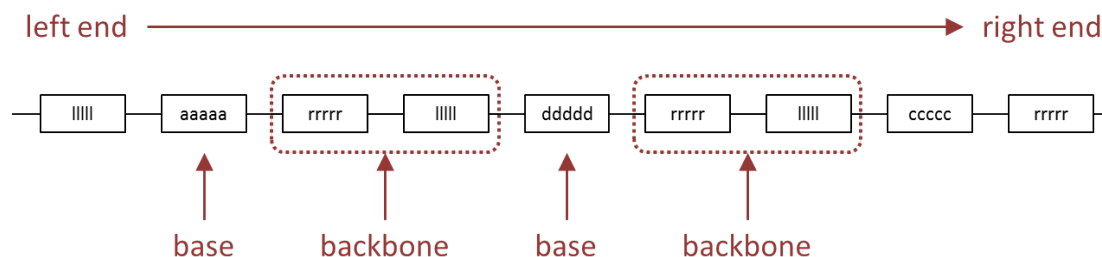 left end right end
lllll aaaaa rrrrr lllll ddddd rrrrr lllll ccccc rrrrr
base backbone base backbone